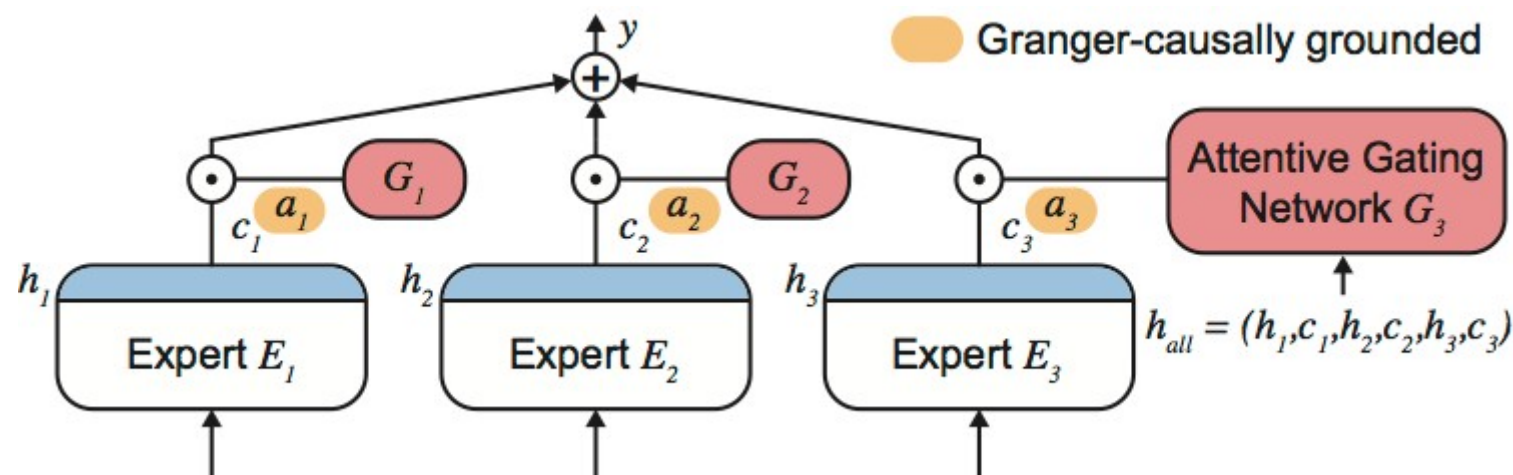 y
Granger-causally grounded
+
G₁
G₂
Attentive Gating
Network G₃
c₁ a₁
c₂ a₂
c₃ a₃
h₁
h₂
h₃
Expert E₁
Expert E₂
Expert E₃
h_all = (h₁,c₁,h₂,c₂,h₃,c₃)